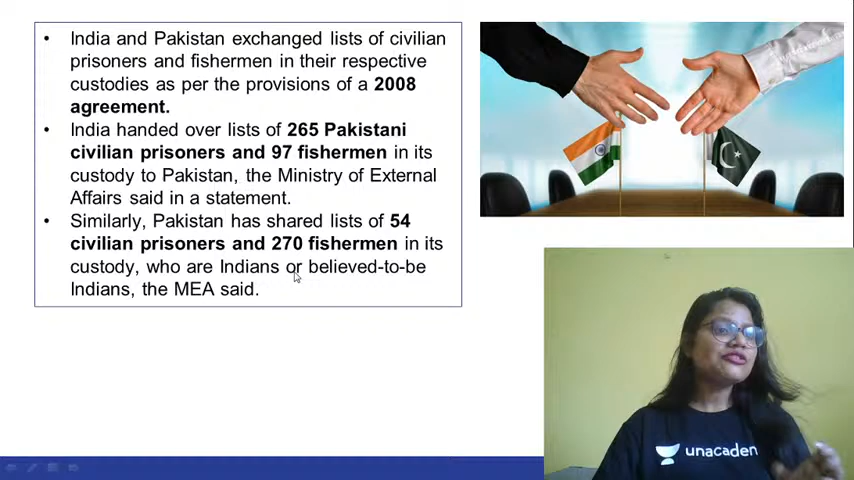 • India and Pakistan exchanged lists of civilian
prisoners and fishermen in their respective
custodies as per the provisions of a 2008
agreement.
• India handed over lists of 265 Pakistani
civilian prisoners and 97 fishermen in its
custody to Pakistan, the Ministry of External
Affairs said in a statement.
• Similarly, Pakistan has shared lists of 54
civilian prisoners and 270 fishermen in its
custody, who are Indians or believed-to-be
Indians, the MEA said.
unacaden